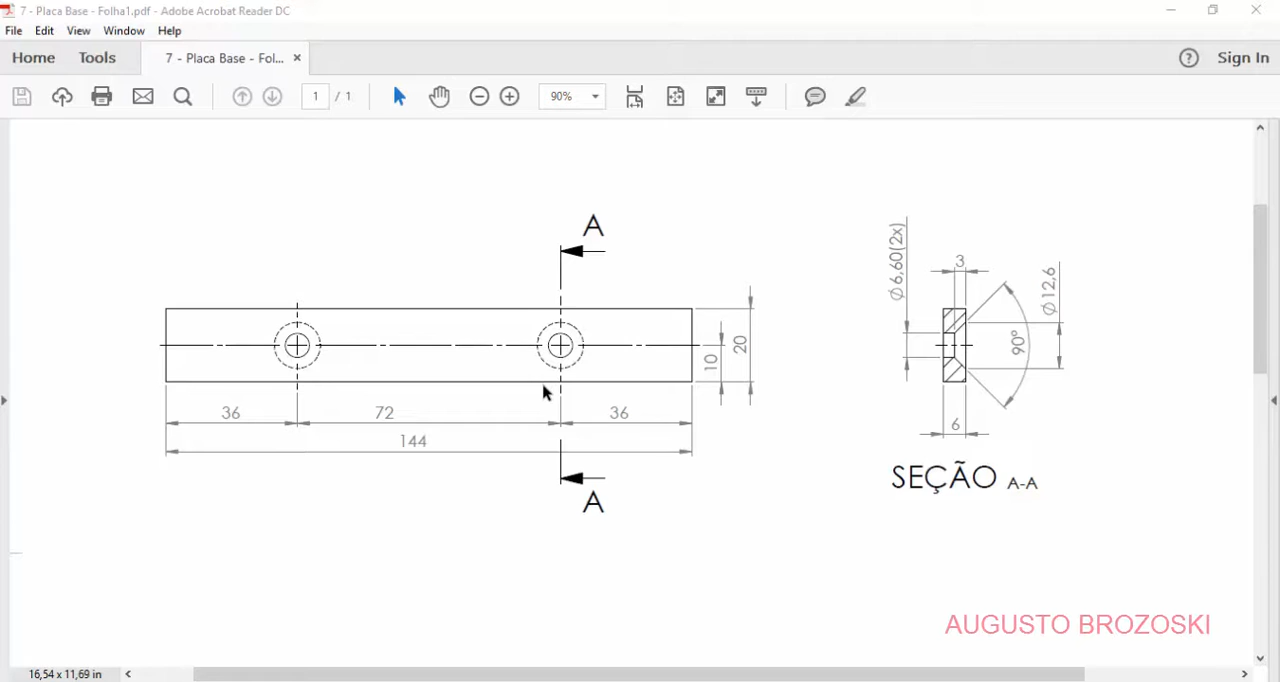 7 - Placa Base - Folha1.pdf - Adobe Acrobat Reader DC
File Edit View Window Help
Home Tools 7 - Placa Base - Fol... × ? Sign In
1 / 1 90%
A
Ø 6,60(2x)
3
Ø 12,6
90°
20
10
36 72 36
144
6
A
SEÇÃO A-A
AUGUSTO BROZOSKI
16,54 x 11,69 in